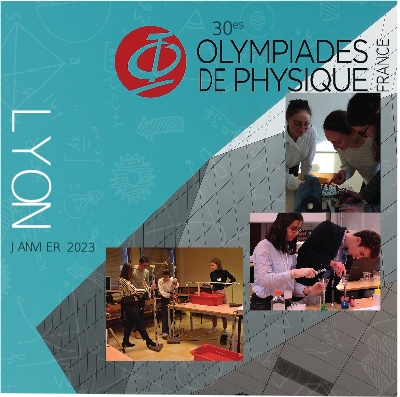 30es
OLYMPIADES
DE PHYSIQUE
FRANCE
LYON
JANVIER 2023